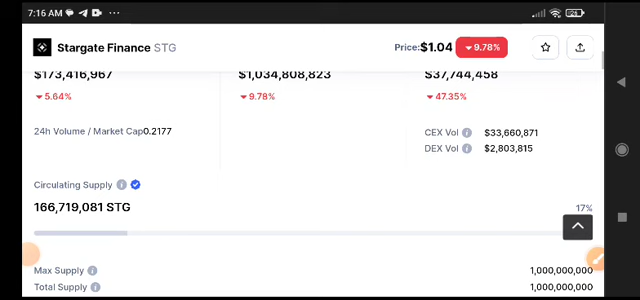 7:16 AM
Stargate Finance STG
Price:$1.04 9.78%
$173,416,967 $1,034,808,823 $37,744,458
5.64% 9.78% 47.35%
24h Volume / Market Cap0.2177
CEX Vol $33,660,871
DEX Vol $2,803,815
Circulating Supply
166,719,081 STG
17%
Max Supply 1,000,000,000
Total Supply 1,000,000,000